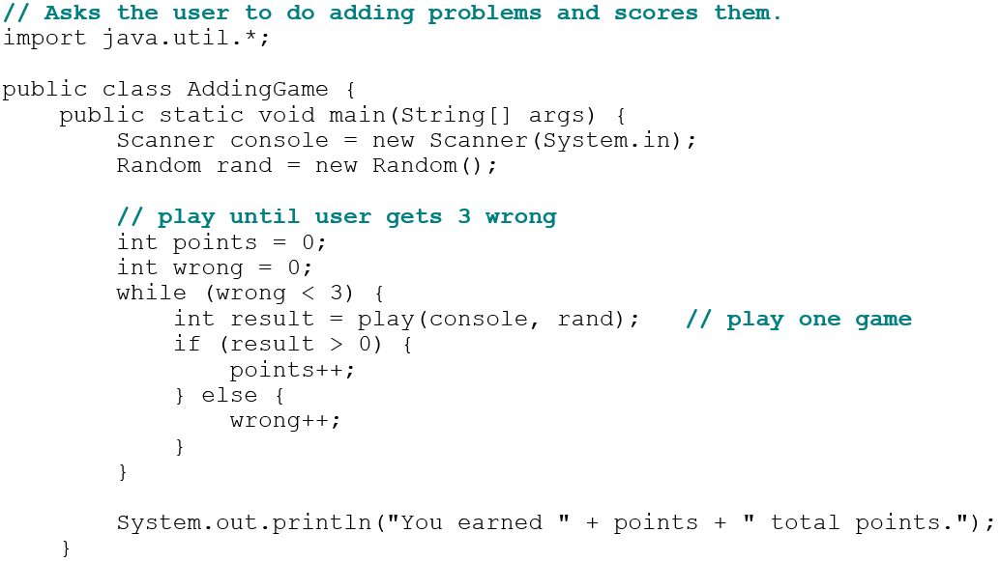 // Asks the user to do adding problems and scores them.
import java.util.*;

public class AddingGame {
    public static void main(String[] args) {
        Scanner console = new Scanner(System.in);
        Random rand = new Random();

        // play until user gets 3 wrong
        int points = 0;
        int wrong = 0;
        while (wrong < 3) {
            int result = play(console, rand);   // play one game
            if (result > 0) {
                points++;
            } else {
                wrong++;
            }
        }

        System.out.println("You earned " + points + " total points.");
    }